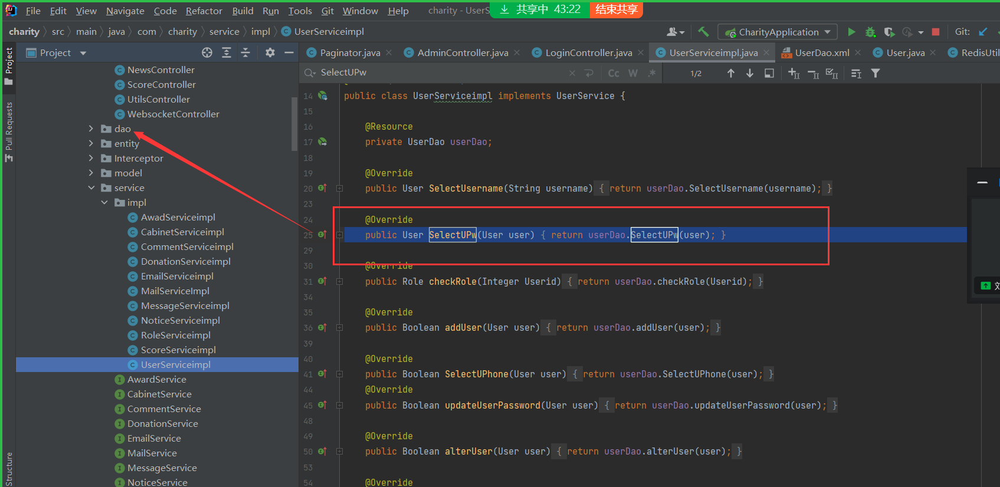 File Edit View Navigate Code Refactor Build Run Tools Git Window Help charity - UserS 共享中 43:22 结束共享
charity src main java com charity service impl UserServiceimpl CharityApplication Git:
Project Paginator.java AdminController.java LoginController.java UserServiceimpl.java UserDao.xml User.java RedisUtil
SelectUPw Cc W .* 1/2
Project
Pull Requests
Structure
NewsController
ScoreController
UtilsController
WebsocketController
dao
entity
Interceptor
model
service
impl
AwadServiceimpl
CabinetServiceimpl
CommentServiceimpl
DonationServiceimpl
EmailServiceimpl
MailServiceImpl
MessageServiceimpl
NoticeServiceimpl
RoleServiceimpl
ScoreServiceimpl
UserServiceimpl
AwardService
CabinetService
CommentService
DonationService
EmailService
MailService
MessageService
NoticeService
14 public class UserServiceimpl implements UserService {
15
16 @Resource
17 private UserDao userDao;
18
19 @Override
20 public User SelectUsername(String username) { return userDao.SelectUsername(username); }
23
24 @Override
25 public User SelectUPw(User user) { return userDao.SelectUPw(user); }
29
30 @Override
31 public Role checkRole(Integer Userid) { return userDao.checkRole(Userid); }
34
35 @Override
36 public Boolean addUser(User user) { return userDao.addUser(user); }
39
40 @Override
41 public Boolean SelectUPhone(User user) { return userDao.SelectUPhone(user); }
44 @Override
45 public Boolean updateUserPassword(User user) { return userDao.updateUserPassword(user); }
48
49 @Override
50 public Boolean alterUser(User user) { return userDao.alterUser(user); }
53
54 @Override